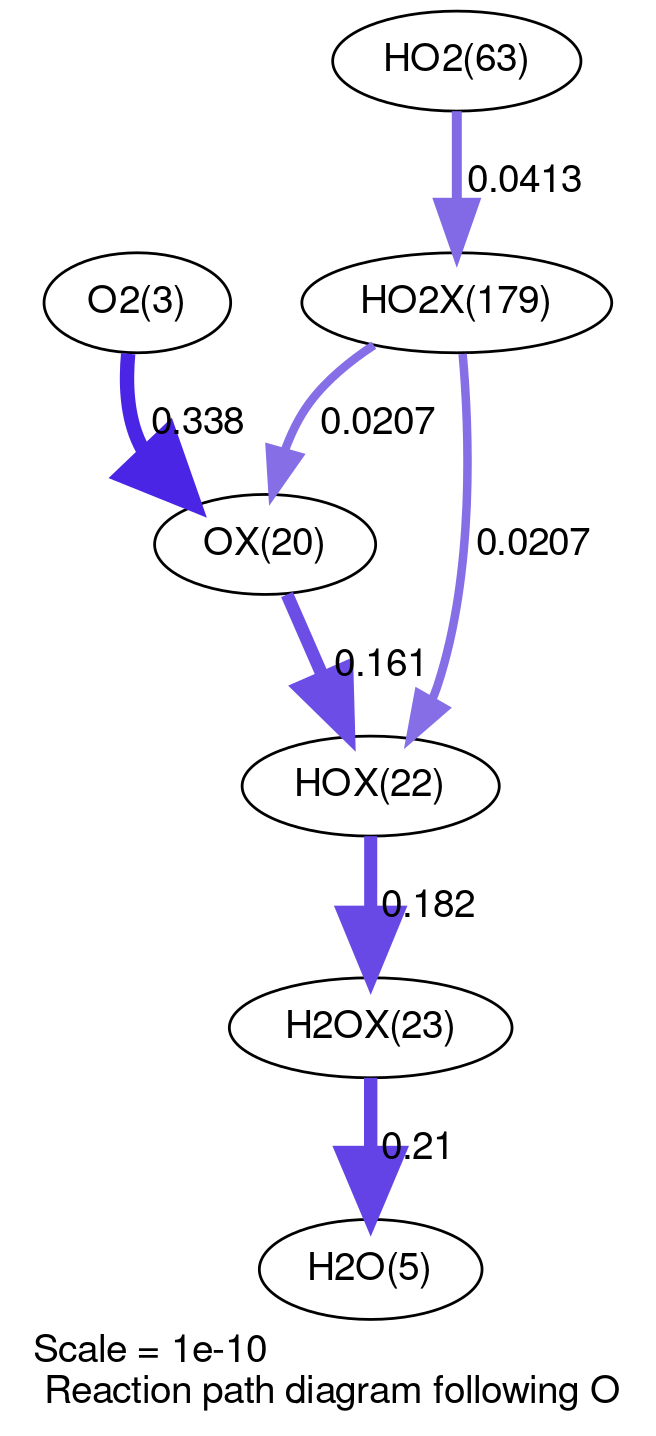 HO2(63)
0.0413
O2(3)
HO2X(179)
0.338
0.0207
OX(20)
0.0207
0.161
HOX(22)
0.182
H2OX(23)
0.21
H2O(5)
Scale = 1e-10
Reaction path diagram following O